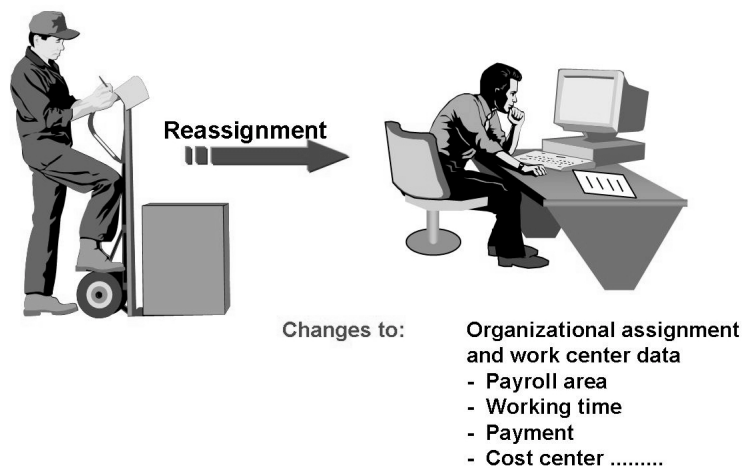 Reassignment
Changes to:
Organizational assignment
and work center data
- Payroll area
- Working time
- Payment
- Cost center .........